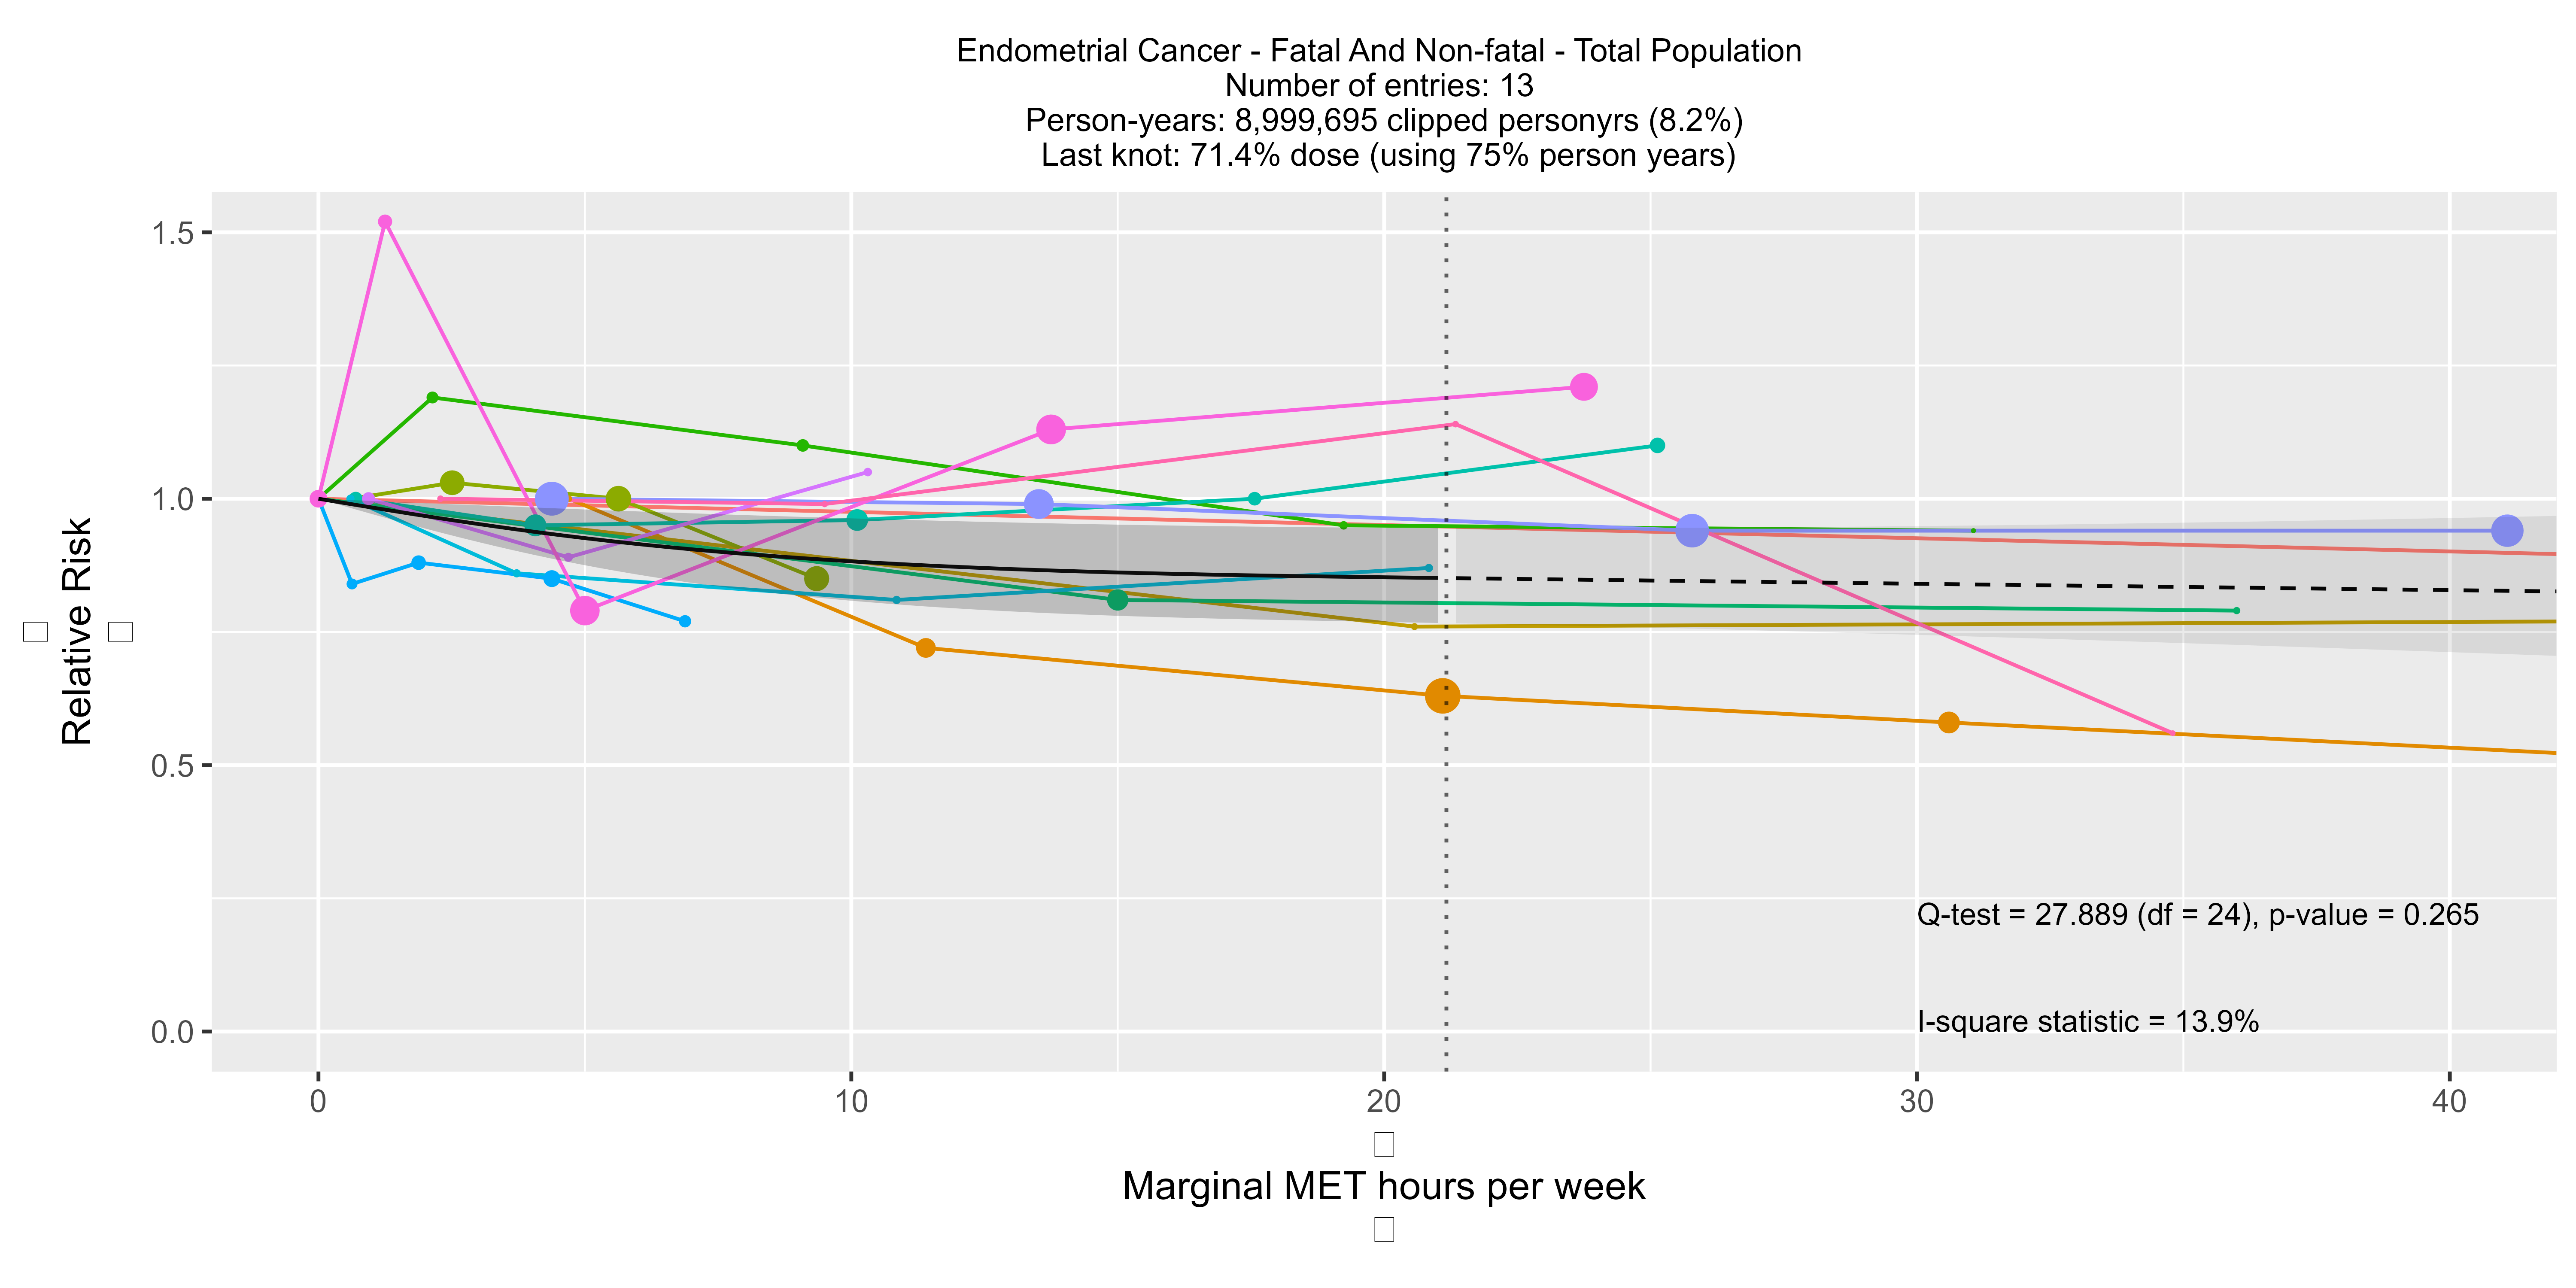 Endometrial Cancer - Fatal And Non-fatal - Total Population
Number of entries: 13
Person-years: 8,999,695 clipped personyrs (8.2%)
Last knot: 71.4% dose (using 75% person years)
1.5
1.0
0.5
0.0
Relative Risk
Q-test = 27.889 (df = 24), p-value = 0.265
I-square statistic = 13.9%
0
10
20
30
40
Marginal MET hours per week